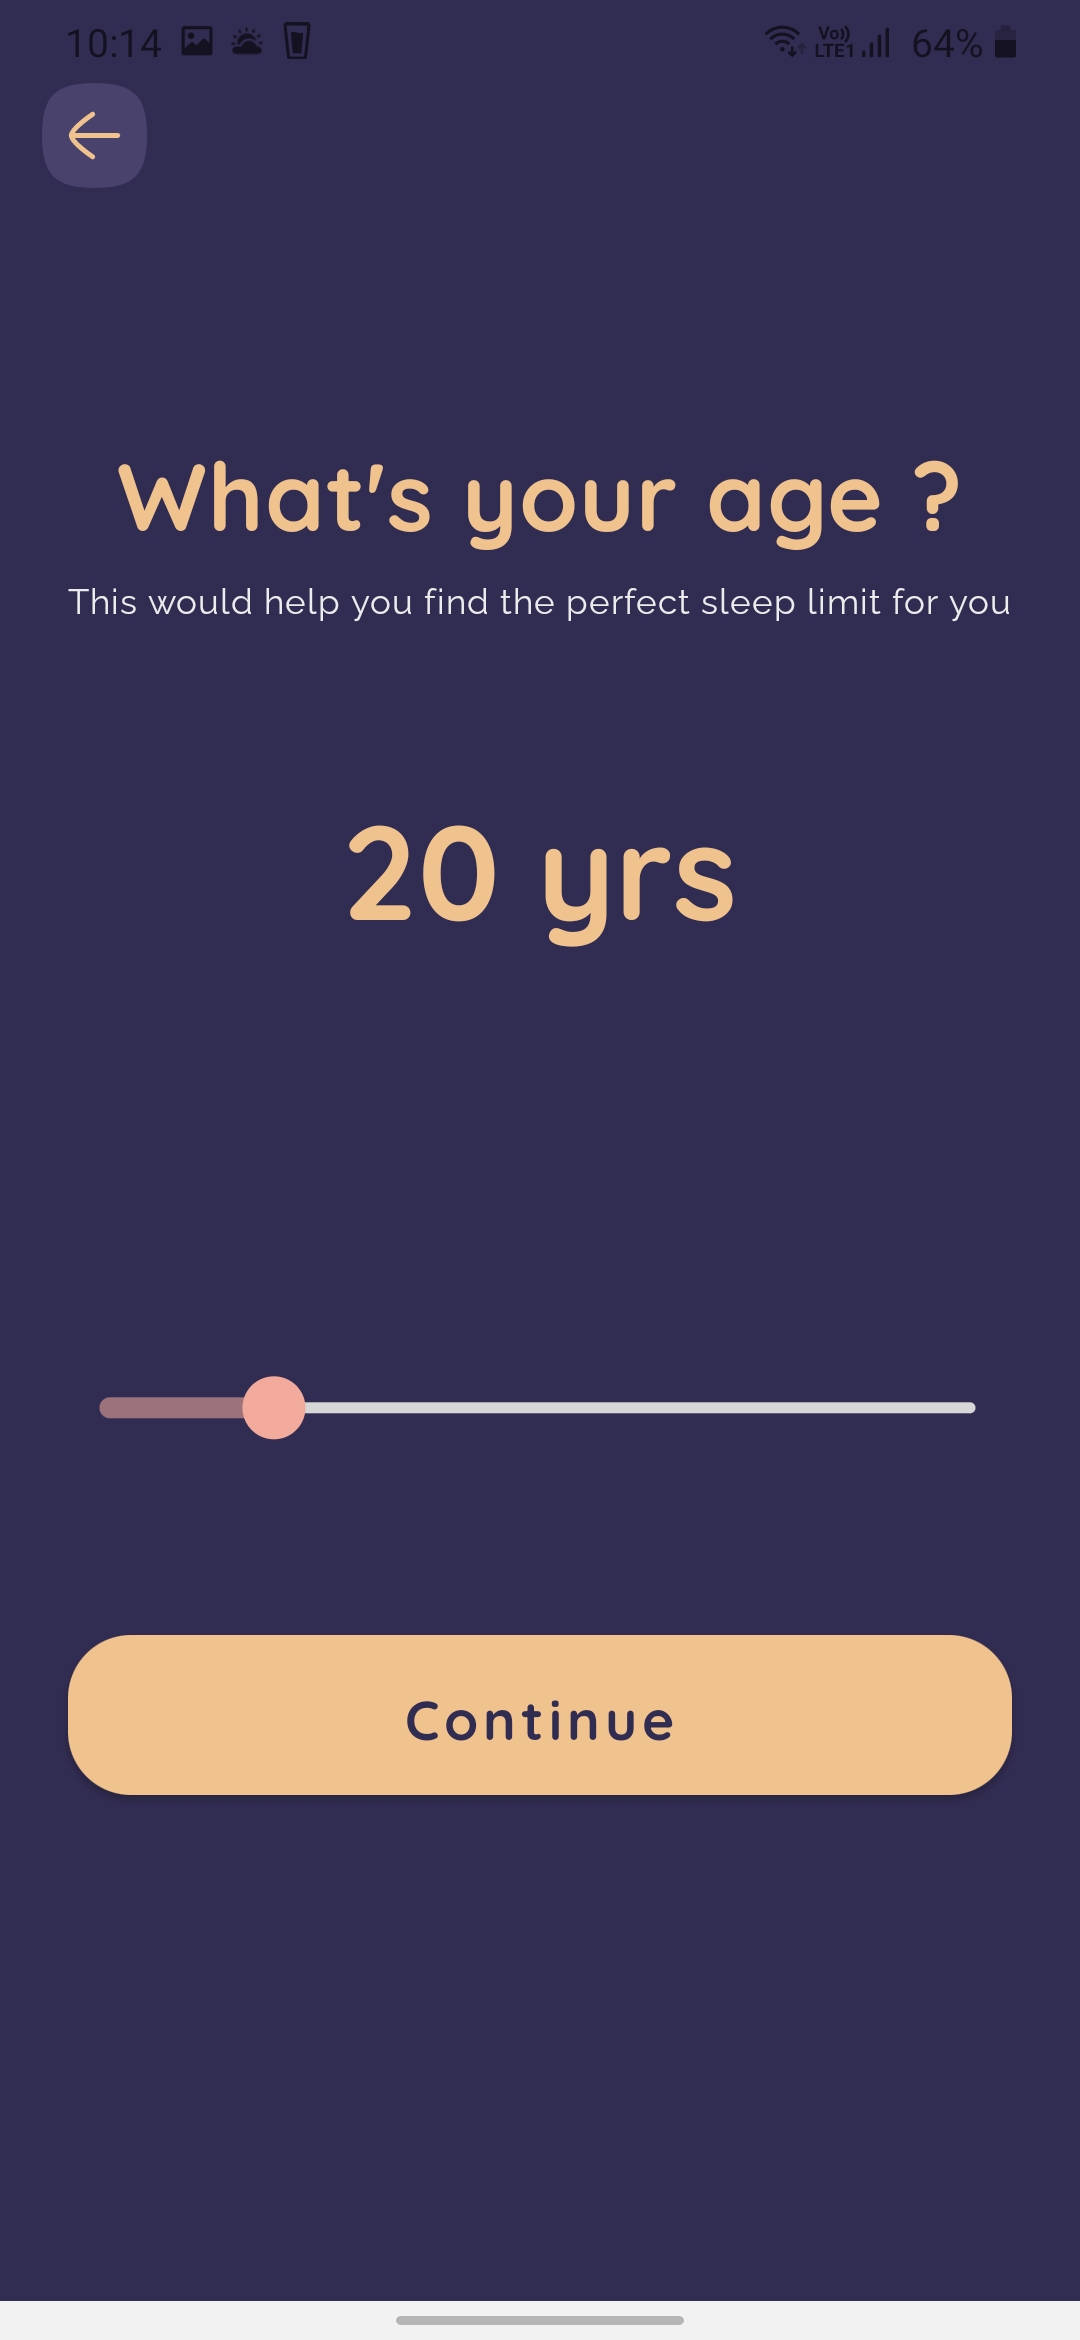 10:14
Vo)) LTE1 64%
What's your age ?
This would help you find the perfect sleep limit for you
20 yrs
Continue